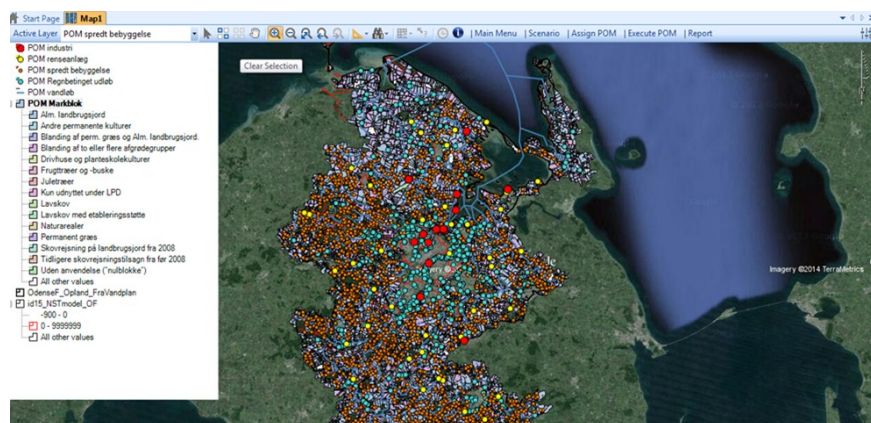 Start Page Map1
Active Layer POM spredt bebyggelse | Main Menu | Scenario | Assign POM | Execute POM | Report
Clear Selection
POM industri
POM renseanlæg
POM spredt bebyggelse
POM Regnbetinget udløb
POM vandløb
POM Markblok
Alm. landbrugsjord
Andre permanente kulturer
Blanding af perm. græs og Alm. landbrugsjord.
Blanding af to eller flere afgrødegrupper
Drivhuse og planteskolekulturer
Frugttræer og -buske
Juletræer
Kun udnyttet under LPD
Lavskov
Lavskov med etableringsstøtte
Naturarealer
Permanent græs
Skovrejsning på landbrugsjord fra 2008
Tidligere skovrejsningstilsagn fra før 2008
Uden anvendelse ("nulblokke")
All other values
OdenseF_Opland_FraVandplan
id15_NSTmodel_OF
-900 - 0
0 - 9999999
All other values
Imagery ©2014 TerraMetrics